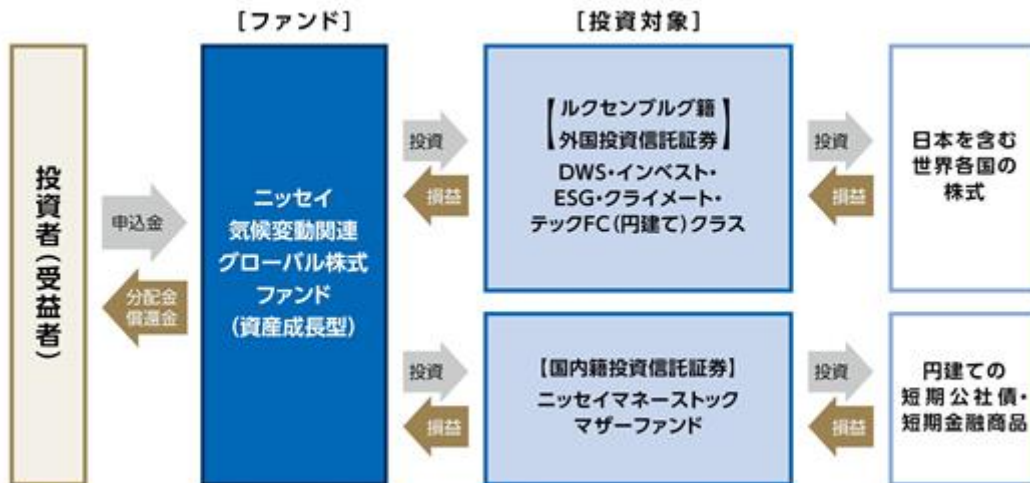 [ファンド]
[投資対象]
投資者(受益者)
申込金
分配金
償還金
ニッセイ
気候変動関連
グローバル株式
ファンド
(資産成長型)
投資
損益
【ルクセンブルグ籍
外国投資信託証券】
DWS・インベスト・
ESG・クライメート・
テックFC(円建て)クラス
投資
損益
日本を含む
世界各国の
株式
投資
損益
【国内籍投資信託証券】
ニッセイマネーストック
マザーファンド
投資
損益
円建ての
短期公社債・
短期金融商品